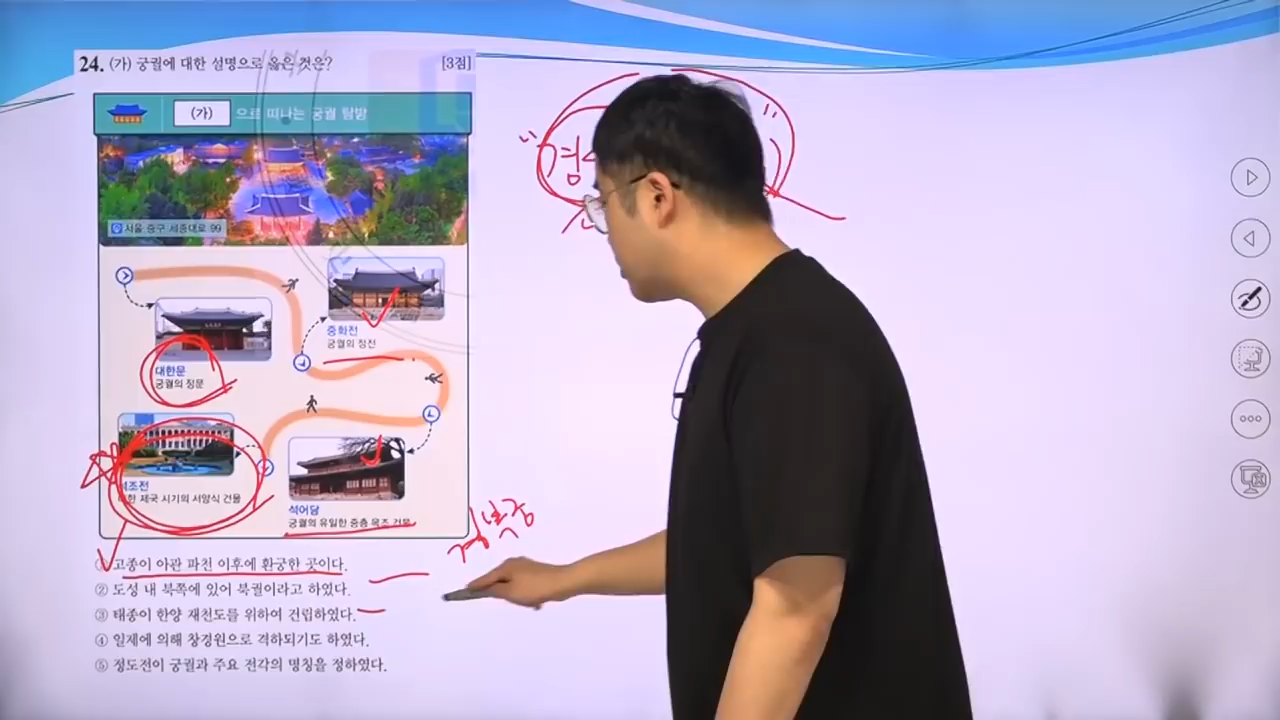 24. (가) 궁궐에 대한 설명으로 옳은 것은? [3점]
(가) 으로 떠나는 궁궐 탐방
서울 중구 세종대로 99
중화전
궁궐의 정전
대한문
궁궐의 정문
대한 제국 시기의 서양식 건물
석어당
궁궐의 유일한 중층 목조 건물
경복궁
① 고종이 아관 파천 이후에 환궁한 곳이다.
② 도성 내 북쪽에 있어 북궐이라고 하였다.
③ 태종이 한양 재천도를 위하여 건립하였다.
④ 일제에 의해 창경원으로 격하되기도 하였다.
⑤ 정도전이 궁궐과 주요 전각의 명칭을 정하였다.